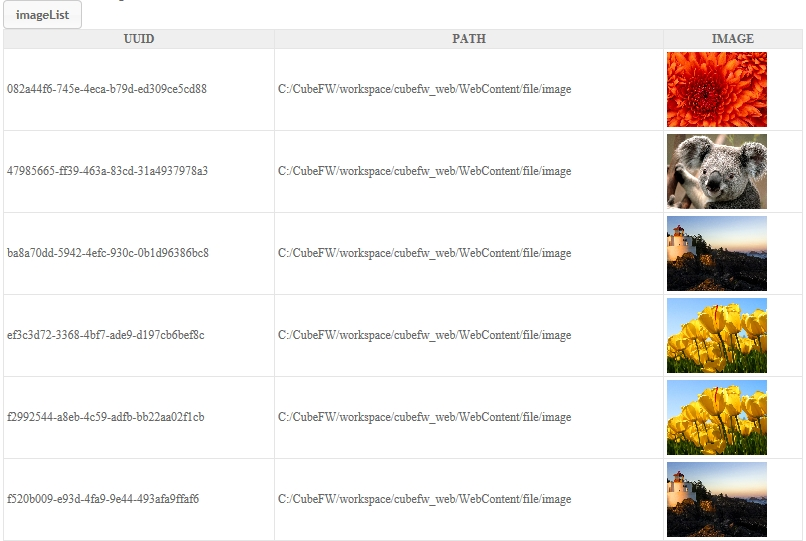 imageList
UUID PATH IMAGE
082a44f6-745e-4eca-b79d-ed309ce5cd88 C:/CubeFW/workspace/cubefw_web/WebContent/file/image
47985665-ff39-463a-83cd-31a4937978a3 C:/CubeFW/workspace/cubefw_web/WebContent/file/image
ba8a70dd-5942-4efc-930c-0b1d96386bc8 C:/CubeFW/workspace/cubefw_web/WebContent/file/image
ef3c3d72-3368-4bf7-ade9-d197cb6bef8c C:/CubeFW/workspace/cubefw_web/WebContent/file/image
f2992544-a8eb-4c59-adfb-bb22aa02f1cb C:/CubeFW/workspace/cubefw_web/WebContent/file/image
f520b009-e93d-4fa9-9e44-493afa9ffaf6 C:/CubeFW/workspace/cubefw_web/WebContent/file/image